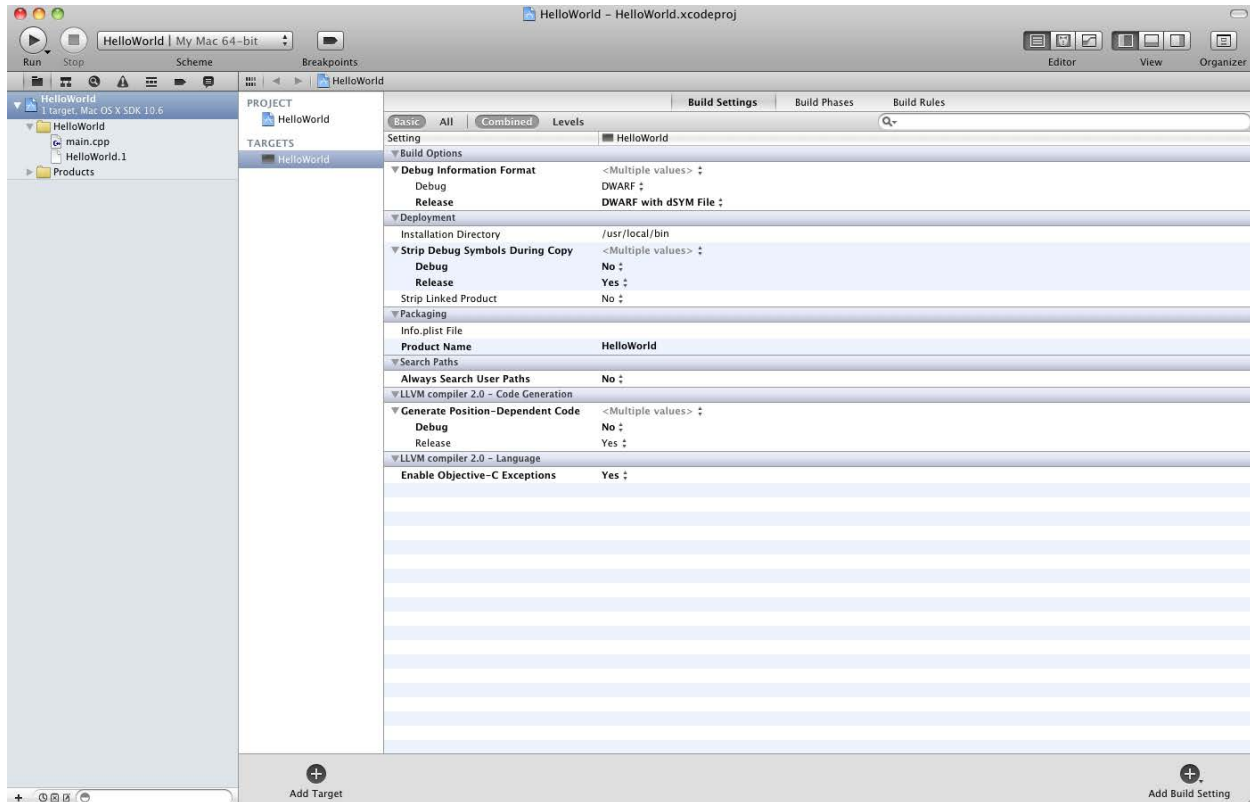 HelloWorld – HelloWorld.xcodeproj
HelloWorld | My Mac 64-bit
Run Stop Scheme Breakpoints Editor View Organizer
HelloWorld
HelloWorld
1 target, Mac OS X SDK 10.6
HelloWorld
main.cpp
HelloWorld.1
Products
PROJECT
HelloWorld
TARGETS
HelloWorld
Build Settings Build Phases Build Rules
Basic All Combined Levels
Setting HelloWorld
Build Options
Debug Information Format <Multiple values>
Debug DWARF
Release DWARF with dSYM File
Deployment
Installation Directory /usr/local/bin
Strip Debug Symbols During Copy <Multiple values>
Debug No
Release Yes
Strip Linked Product No
Packaging
Info.plist File
Product Name HelloWorld
Search Paths
Always Search User Paths No
LLVM compiler 2.0 - Code Generation
Generate Position-Dependent Code <Multiple values>
Debug No
Release Yes
LLVM compiler 2.0 - Language
Enable Objective-C Exceptions Yes
Add Target Add Build Setting